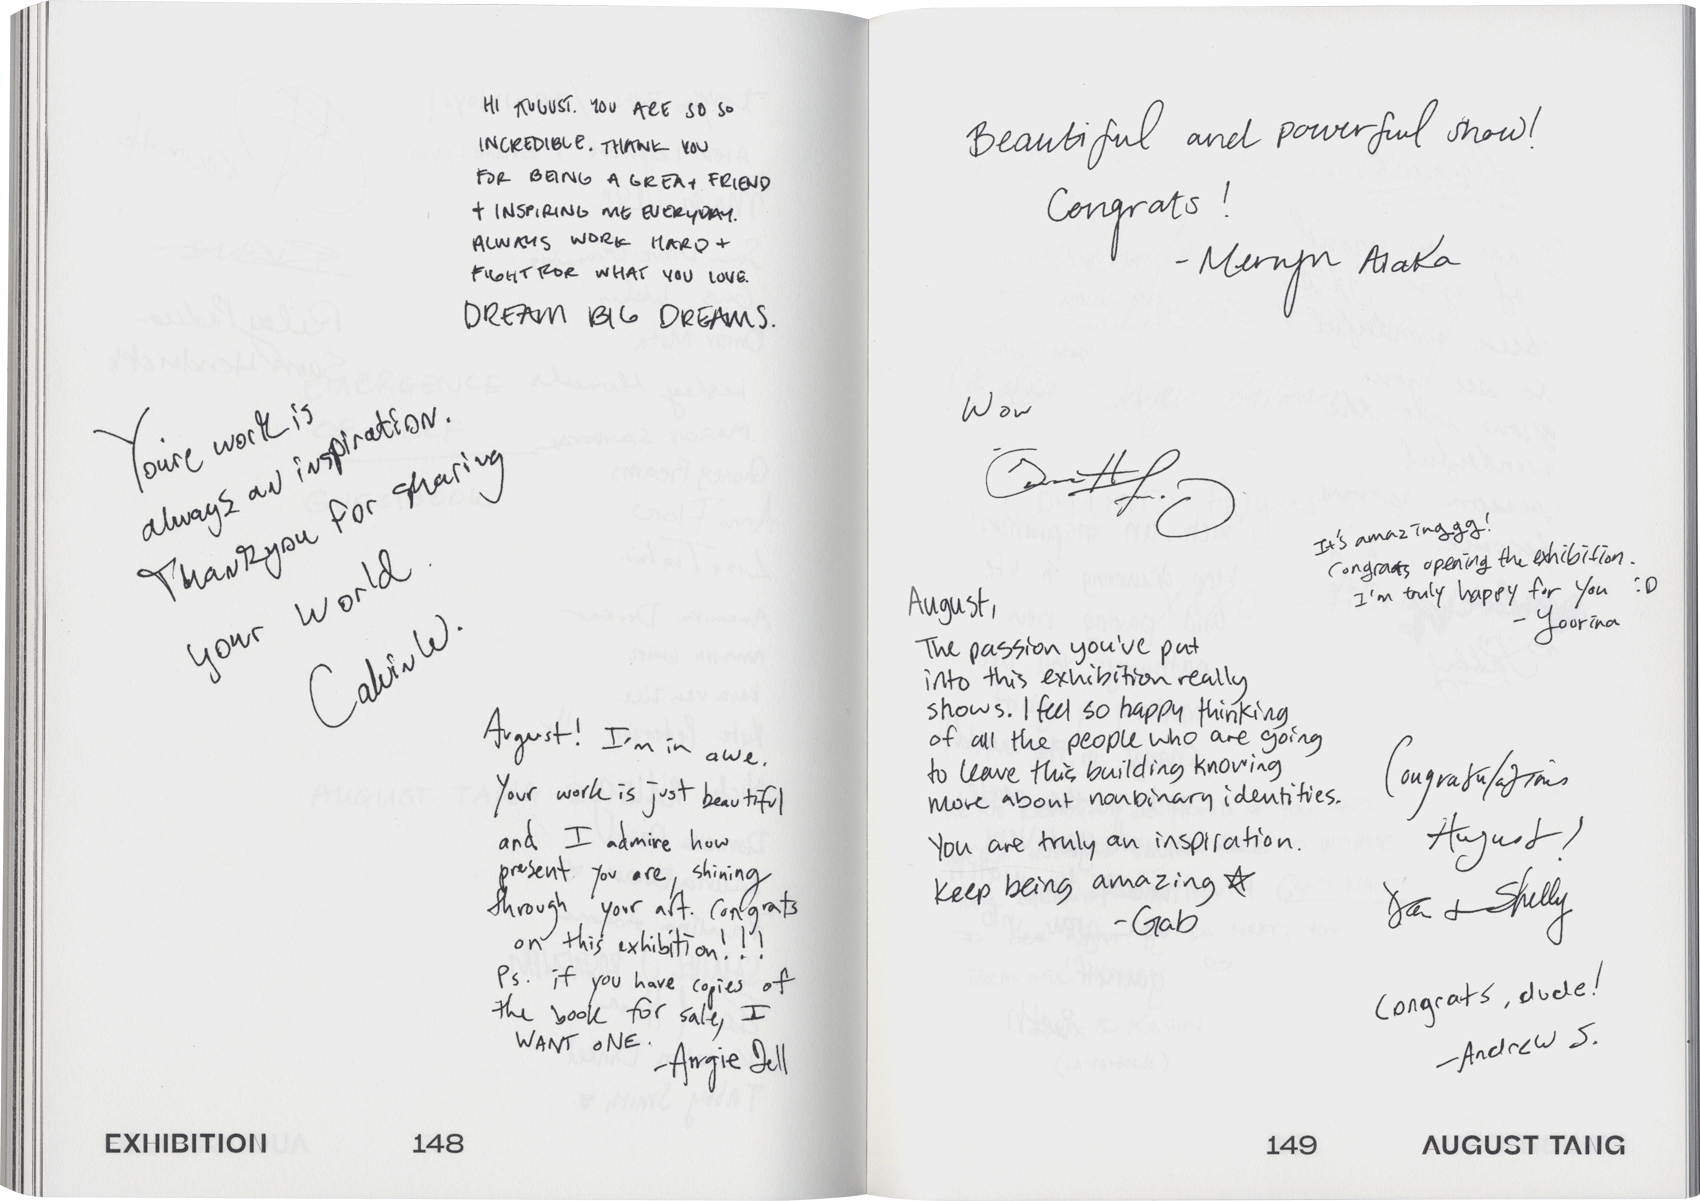 HI AUGUST. YOU ARE SO SO
INCREDIBLE. THANK YOU
FOR BEING A GREAT FRIEND
+ INSPIRING ME EVERYDAY.
ALWAYS WORK HARD +
FIGHT FOR WHAT YOU LOVE.
DREAM BIG DREAMS.
You're work is
always an inspiration.
Thankyou for sharing
your world.
Calvin W.
August! I'm in awe.
Your work is just beautiful
and I admire how
present you are, shining
through your art. Congrats
on this exhibition!!!
Ps. if you have copies of
the book for sale, I
WANT ONE.
-Angie Dell
EXHIBITION 148
Beautiful and powerful show!
Congrats!
- Mernyn
Wow
It's amazinggg!
Congrats opening the exhibition.
I'm truly happy for you :D
- Yoorina
August,
The passion you've put
into this exhibition really
shows. I feel so happy thinking
of all the people who are going
to leave this building knowing
more about nonbinary identities.
You are truly an inspiration.
Keep being amazing ☆
-Gab
Congratulations
August!
Dan + Shelly
Congrats, dude!
-Andrew S.
149 AUGUST TANG